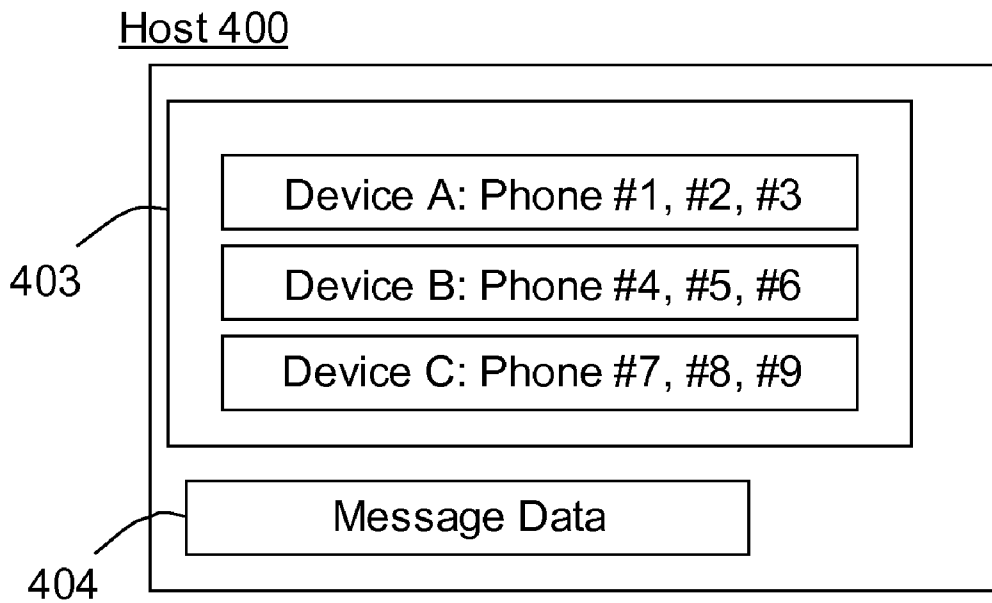 Host 400
Device A: Phone #1, #2, #3
403
Device B: Phone #4, #5, #6
Device C: Phone #7, #8, #9
Message Data
404